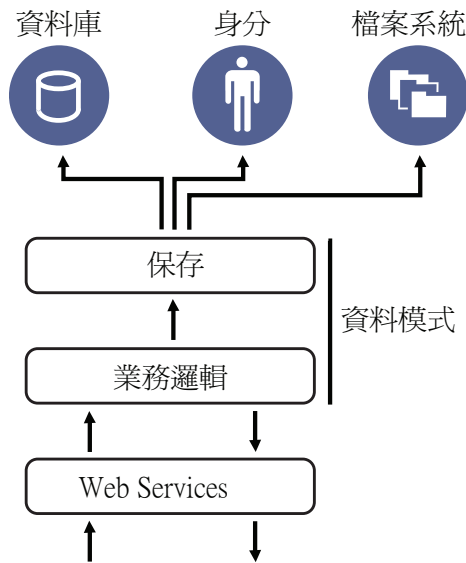 資料庫
身分
檔案系統
保存
資料模式
業務邏輯
Web Services